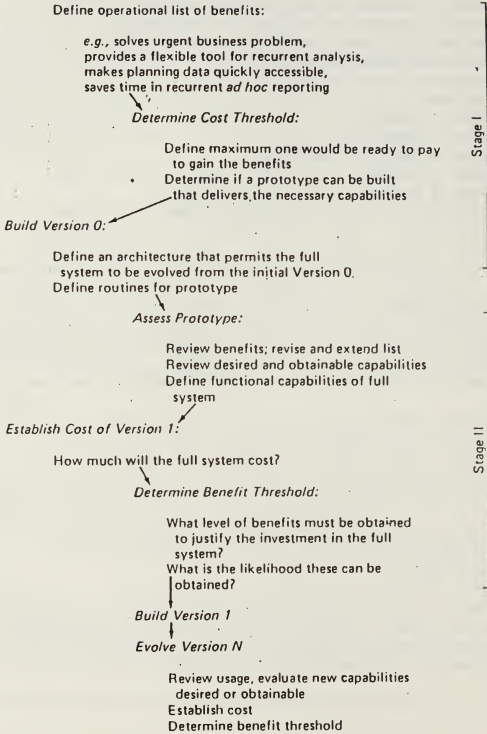 Define operational list of benefits:
e.g., solves urgent business problem,
provides a flexible tool for recurrent analysis,
makes planning data quickly accessible,
saves time in recurrent ad hoc reporting
Determine Cost Threshold:
Define maximum one would be ready to pay
to gain the benefits
Determine if a prototype can be built
that delivers the necessary capabilities
Stage I
Build Version 0:
Define an architecture that permits the full
system to be evolved from the initial Version 0.
Define routines for prototype
Assess Prototype:
Review benefits; revise and extend list
Review desired and obtainable capabilities
Define functional capabilities of full
system
Establish Cost of Version 1:
How much will the full system cost?
Determine Benefit Threshold:
What level of benefits must be obtained
to justify the investment in the full
system?
What is the likelihood these can be
obtained?
Stage II
Build Version 1
Evolve Version N
Review usage, evaluate new capabilities
desired or obtainable
Establish cost
Determine benefit threshold